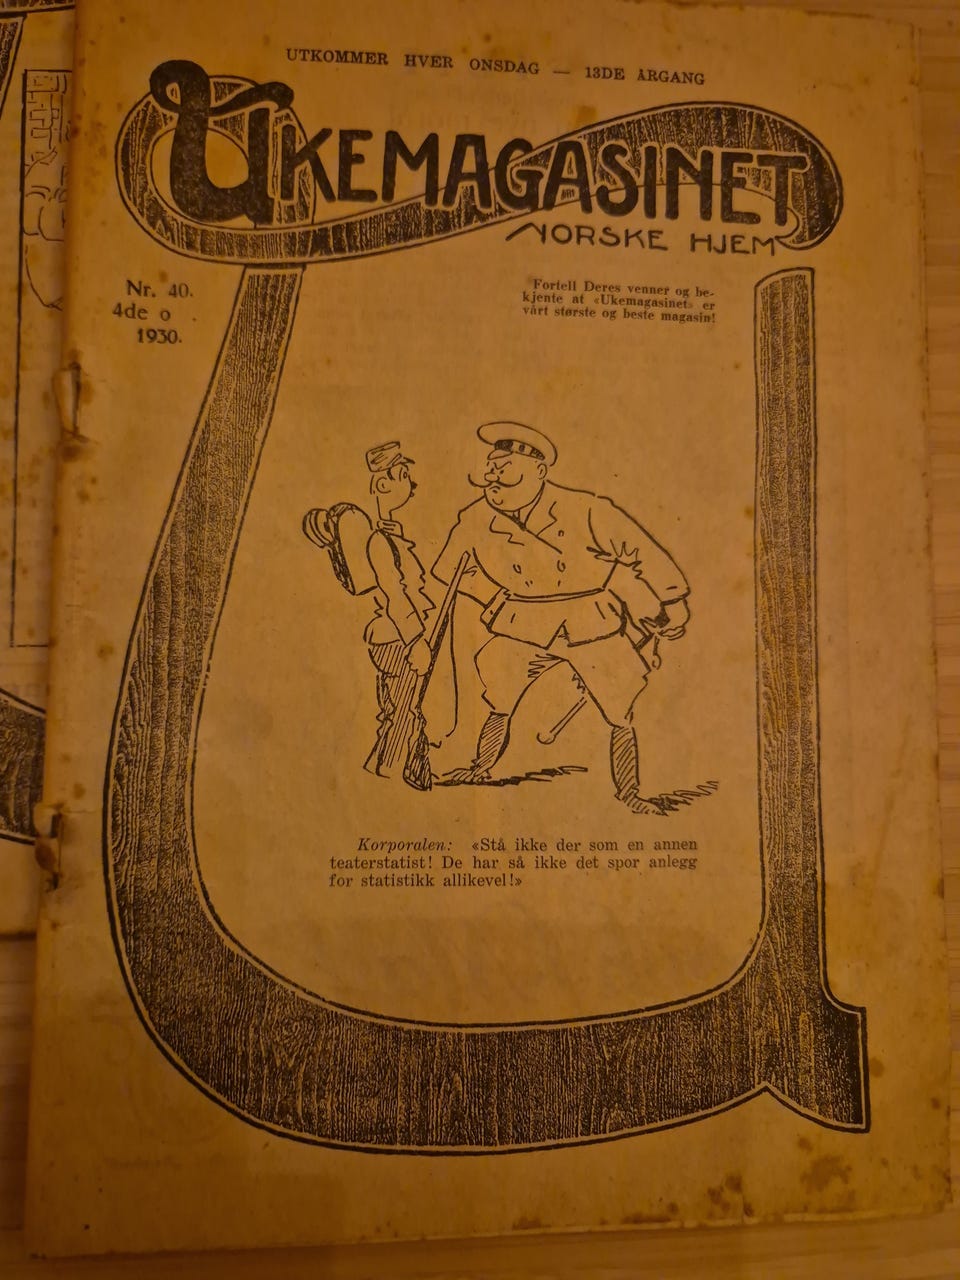 UTKOMMER HVER ONSDAG — 13DE ÅRGANG
UKEMAGASINET
NORSKE HJEM
Nr. 40.
4de o
1930.
Fortell Deres venner og be-
kjente at «Ukemagasinet» er
vårt største og beste magasin!
Korporalen: «Stå ikke der som en annen
teaterstatist! De har så ikke det spor anlegg
for statistikk allikevel!»